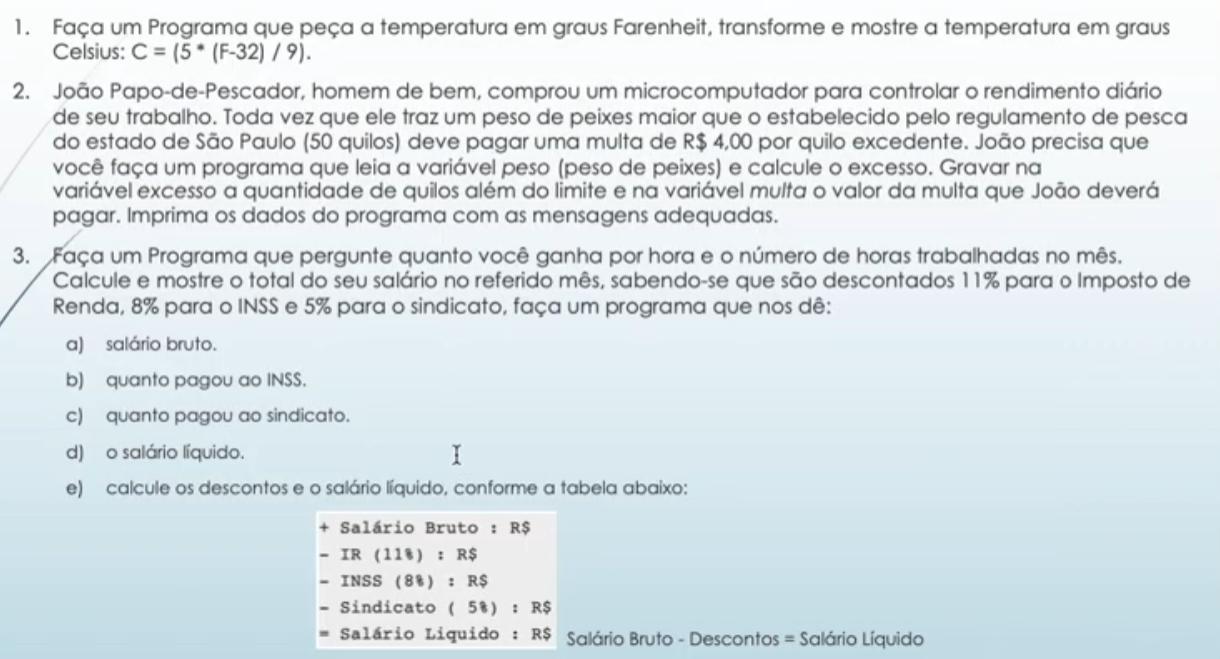 1. Faça um Programa que peça a temperatura em graus Farenheit, transforme e mostre a temperatura em graus
Celsius: C = (5 * (F-32) / 9).
2. João Papo-de-Pescador, homem de bem, comprou um microcomputador para controlar o rendimento diário
de seu trabalho. Toda vez que ele traz um peso de peixes maior que o estabelecido pelo regulamento de pesca
do estado de São Paulo (50 quilos) deve pagar uma multa de R$ 4,00 por quilo excedente. João precisa que
você faça um programa que leia a variável peso (peso de peixes) e calcule o excesso. Gravar na
variável excesso a quantidade de quilos além do limite e na variável multa o valor da multa que João deverá
pagar. Imprima os dados do programa com as mensagens adequadas.
3. Faça um Programa que pergunte quanto você ganha por hora e o número de horas trabalhadas no mês.
Calcule e mostre o total do seu salário no referido mês, sabendo-se que são descontados 11% para o Imposto de
Renda, 8% para o INSS e 5% para o sindicato, faça um programa que nos dê:
a) salário bruto.
b) quanto pagou ao INSS.
c) quanto pagou ao sindicato.
d) o salário líquido.
e) calcule os descontos e o salário líquido, conforme a tabela abaixo:
+ Salário Bruto : R$
- IR (11%) : R$
- INSS (8%) : R$
- Sindicato ( 5%) : R$
= Salário Liquido : R$ Salário Bruto - Descontos = Salário Líquido